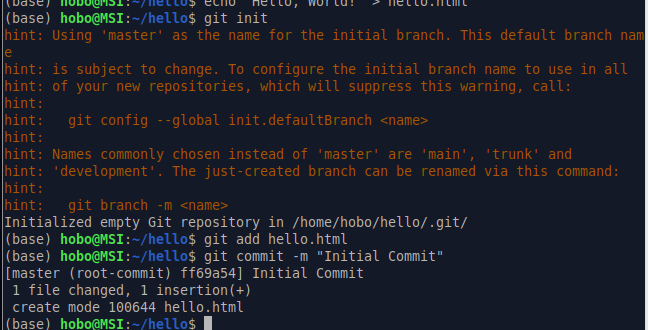 (base) hobo@MSI:~/hello$ echo "Hello, World!" > hello.html
(base) hobo@MSI:~/hello$ git init
hint: Using 'master' as the name for the initial branch. This default branch nam
e
hint: is subject to change. To configure the initial branch name to use in all
hint: of your new repositories, which will suppress this warning, call:
hint:
hint:   git config --global init.defaultBranch <name>
hint:
hint: Names commonly chosen instead of 'master' are 'main', 'trunk' and
hint: 'development'. The just-created branch can be renamed via this command:
hint:
hint:   git branch -m <name>
Initialized empty Git repository in /home/hobo/hello/.git/
(base) hobo@MSI:~/hello$ git add hello.html
(base) hobo@MSI:~/hello$ git commit -m "Initial Commit"
[master (root-commit) ff69a54] Initial Commit
 1 file changed, 1 insertion(+)
 create mode 100644 hello.html
(base) hobo@MSI:~/hello$